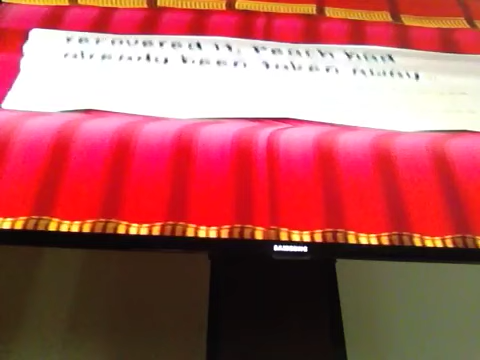 recovered it, Peach had
already been taken away
SAMSUNG